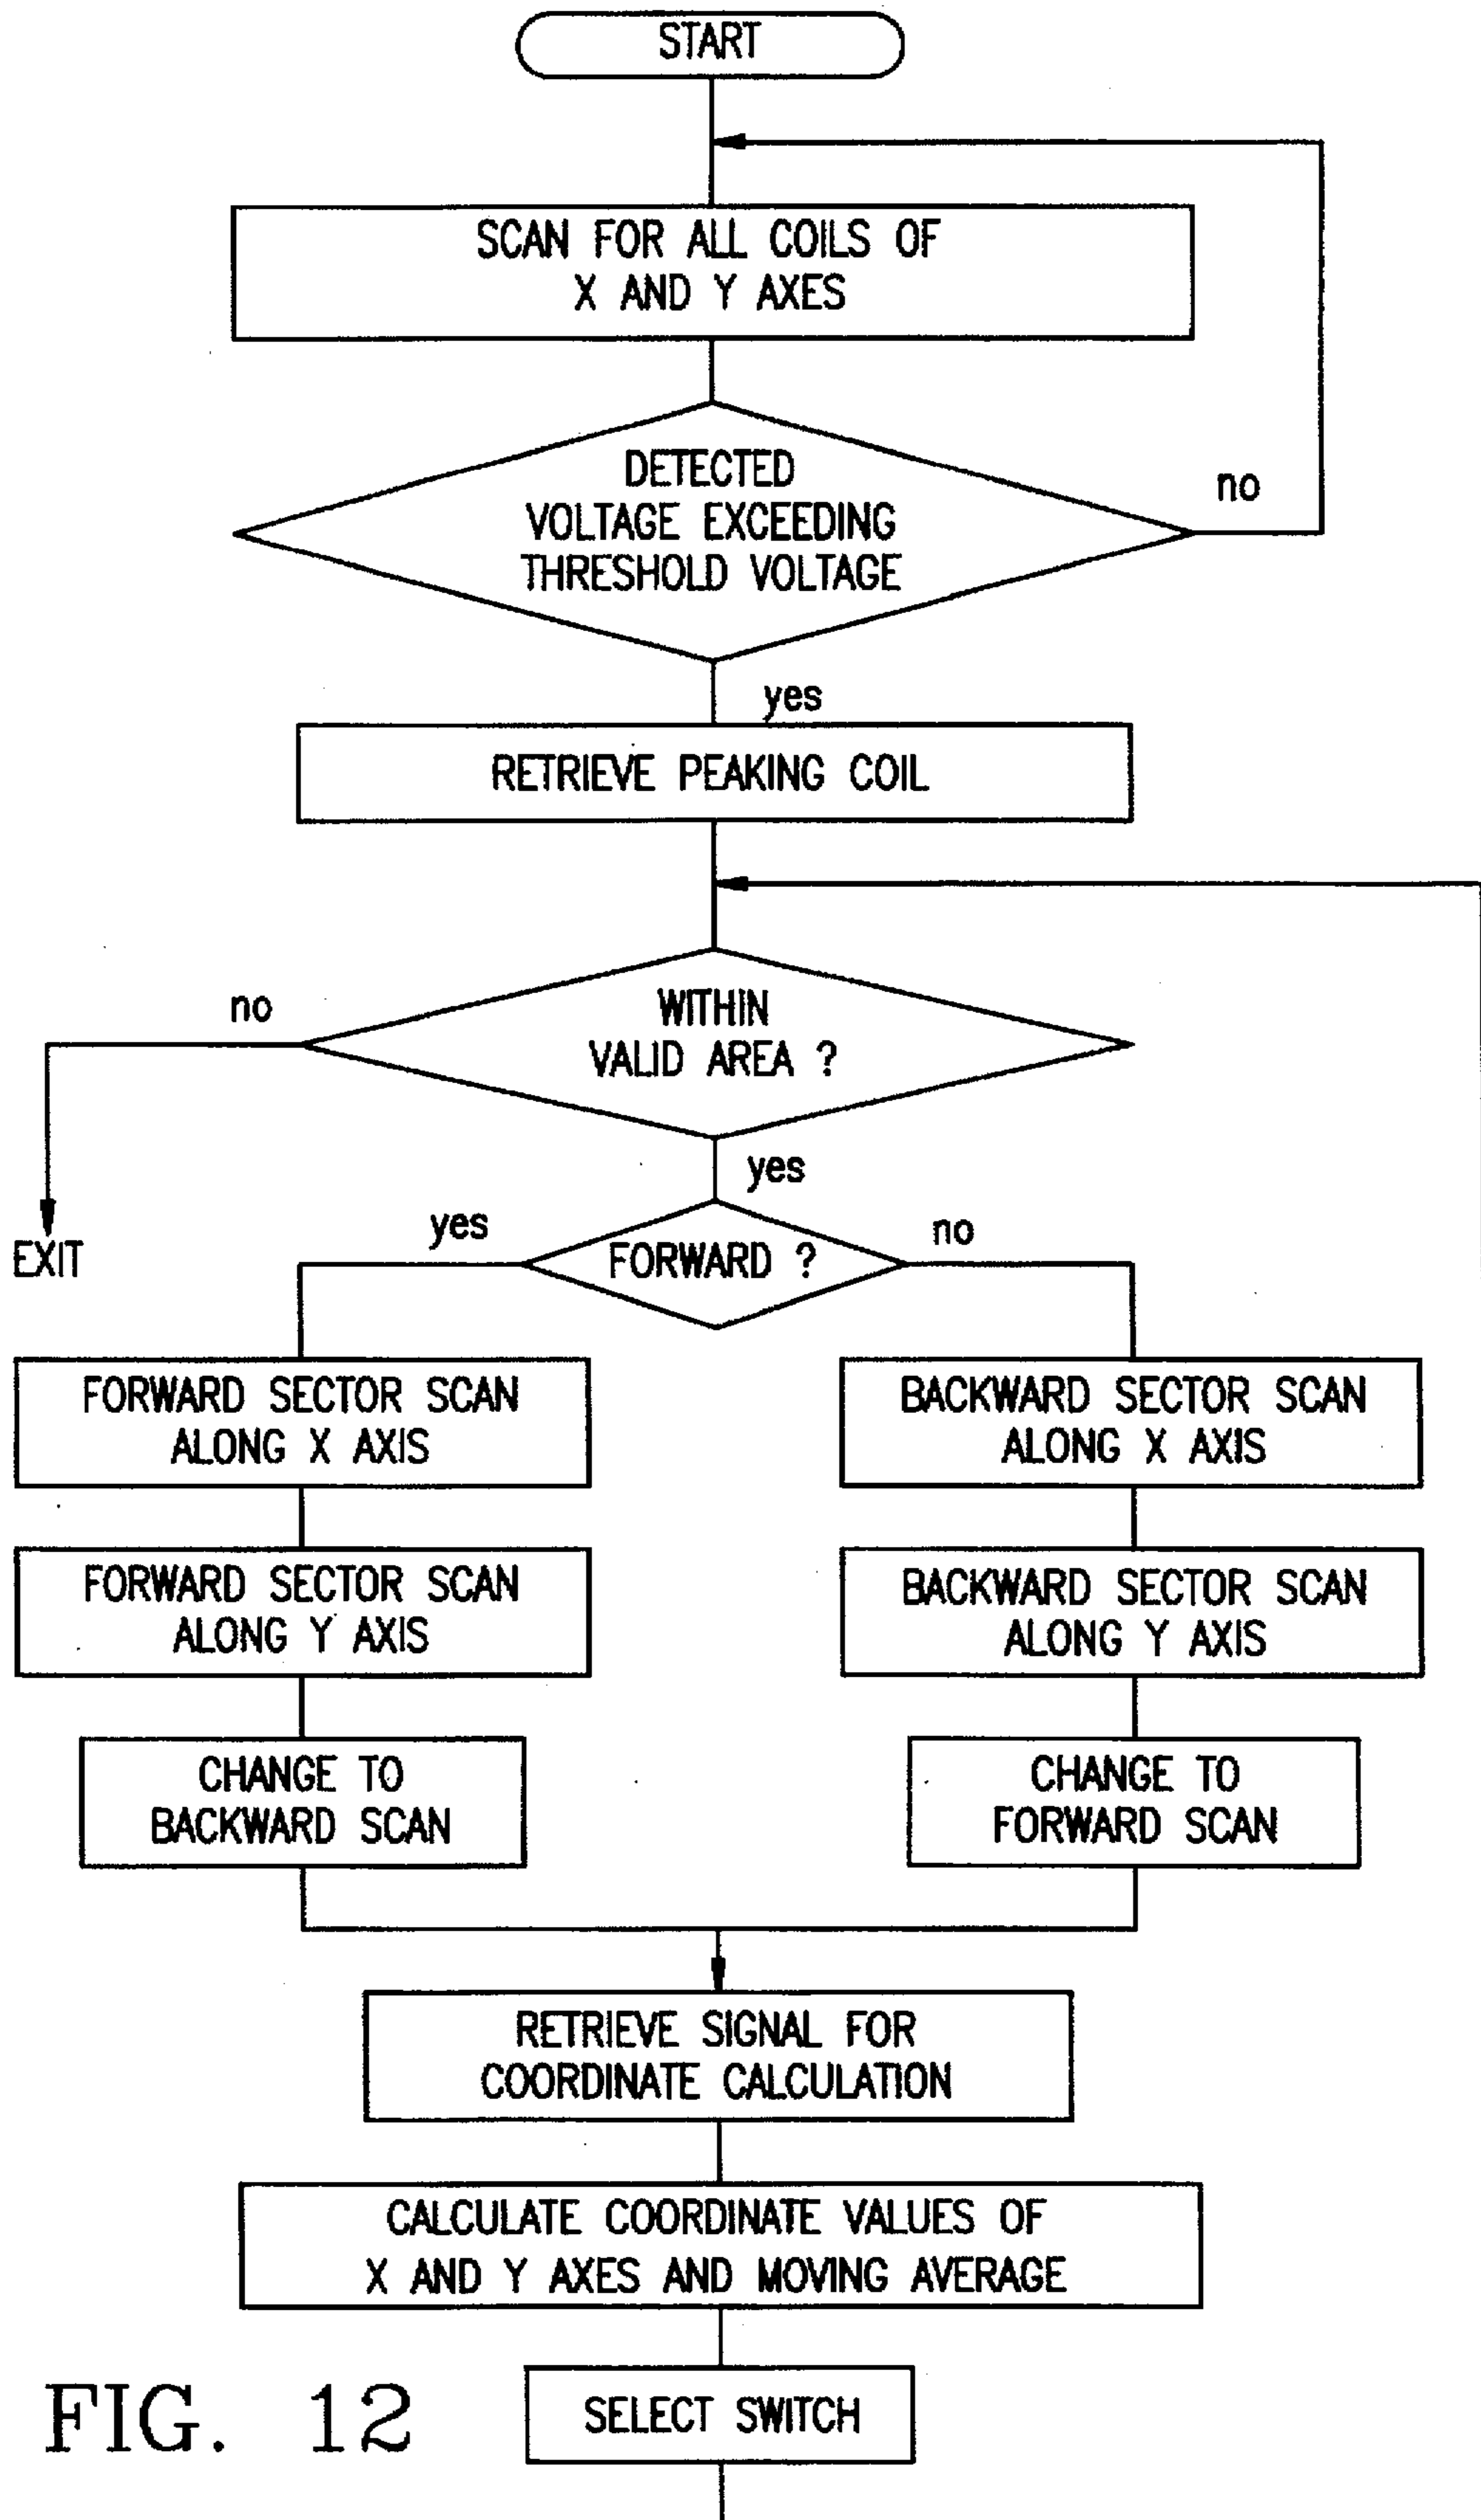 START
SCAN FOR ALL COILS OF
X AND Y AXES
DETECTED
VOLTAGE EXCEEDING
THRESHOLD VOLTAGE
no
yes
RETRIEVE PEAKING COIL
WITHIN
VALID AREA ?
no
yes
EXIT
FORWARD ?
yes
no
FORWARD SECTOR SCAN
ALONG X AXIS
BACKWARD SECTOR SCAN
ALONG X AXIS
FORWARD SECTOR SCAN
ALONG Y AXIS
BACKWARD SECTOR SCAN
ALONG Y AXIS
CHANGE TO
BACKWARD SCAN
CHANGE TO
FORWARD SCAN
RETRIEVE SIGNAL FOR
COORDINATE CALCULATION
CALCULATE COORDINATE VALUES OF
X AND Y AXES AND MOVING AVERAGE
SELECT SWITCH
FIG. 12